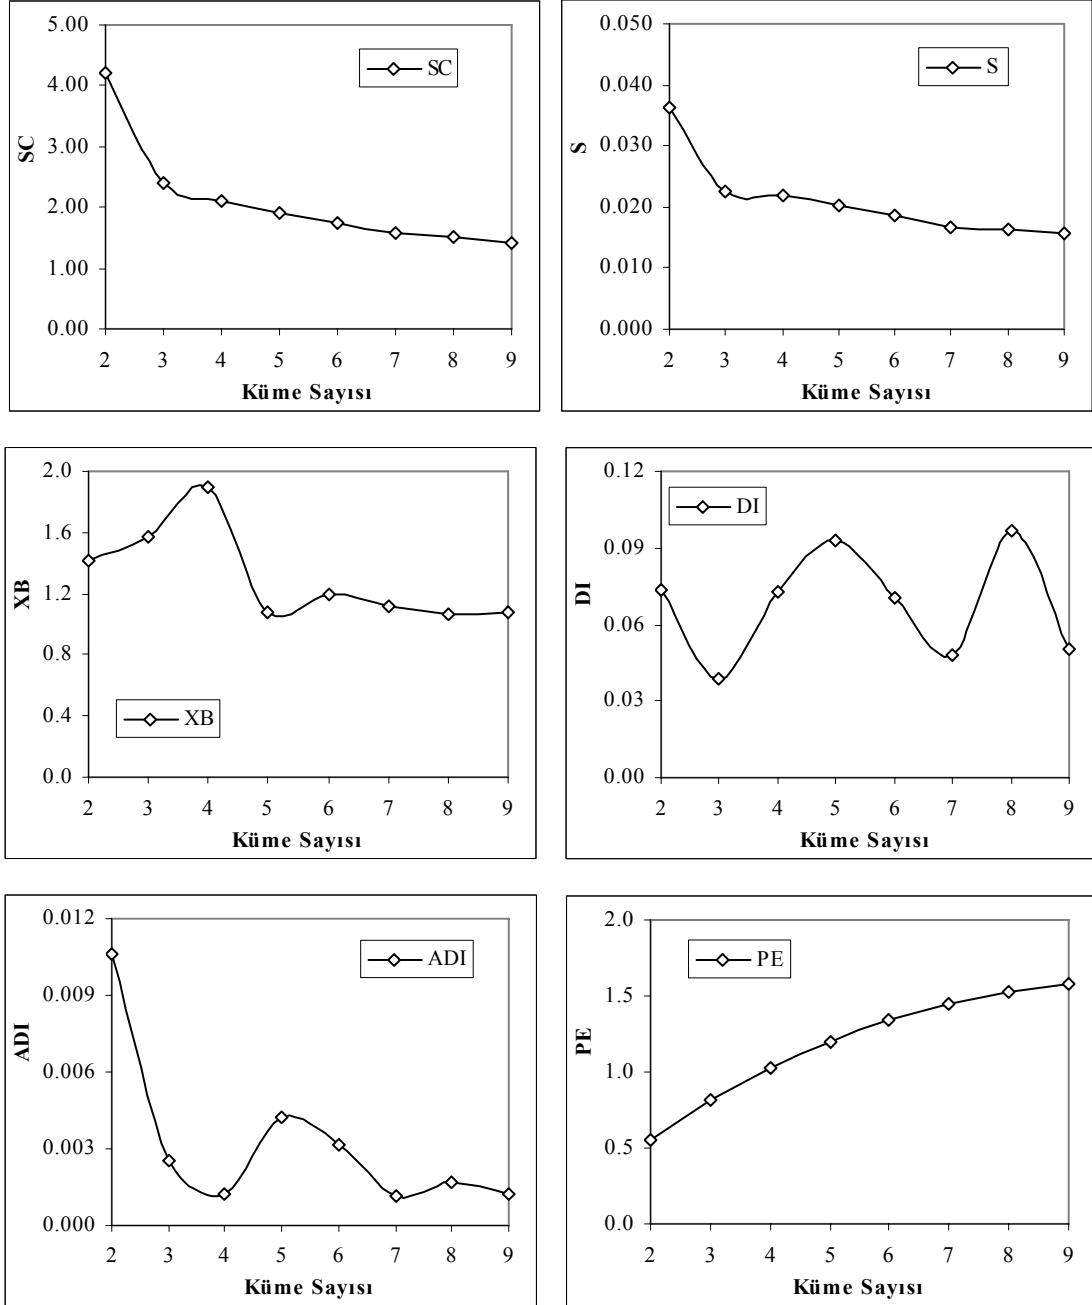 5.00
4.00
3.00
2.00
1.00
0.00
SC
SC
2 3 4 5 6 7 8 9
Küme Sayısı
0.050
0.040
0.030
0.020
0.010
0.000
S
S
2 3 4 5 6 7 8 9
Küme Sayısı
2.0
1.6
1.2
0.8
0.4
0.0
XB
XB
2 3 4 5 6 7 8 9
Küme Sayısı
0.12
0.09
0.06
0.03
0.00
DI
DI
2 3 4 5 6 7 8 9
Küme Sayısı
0.012
0.009
0.006
0.003
0.000
ADI
ADI
2 3 4 5 6 7 8 9
Küme Sayısı
2.0
1.5
1.0
0.5
0.0
PE
PE
2 3 4 5 6 7 8 9
Küme Sayısı